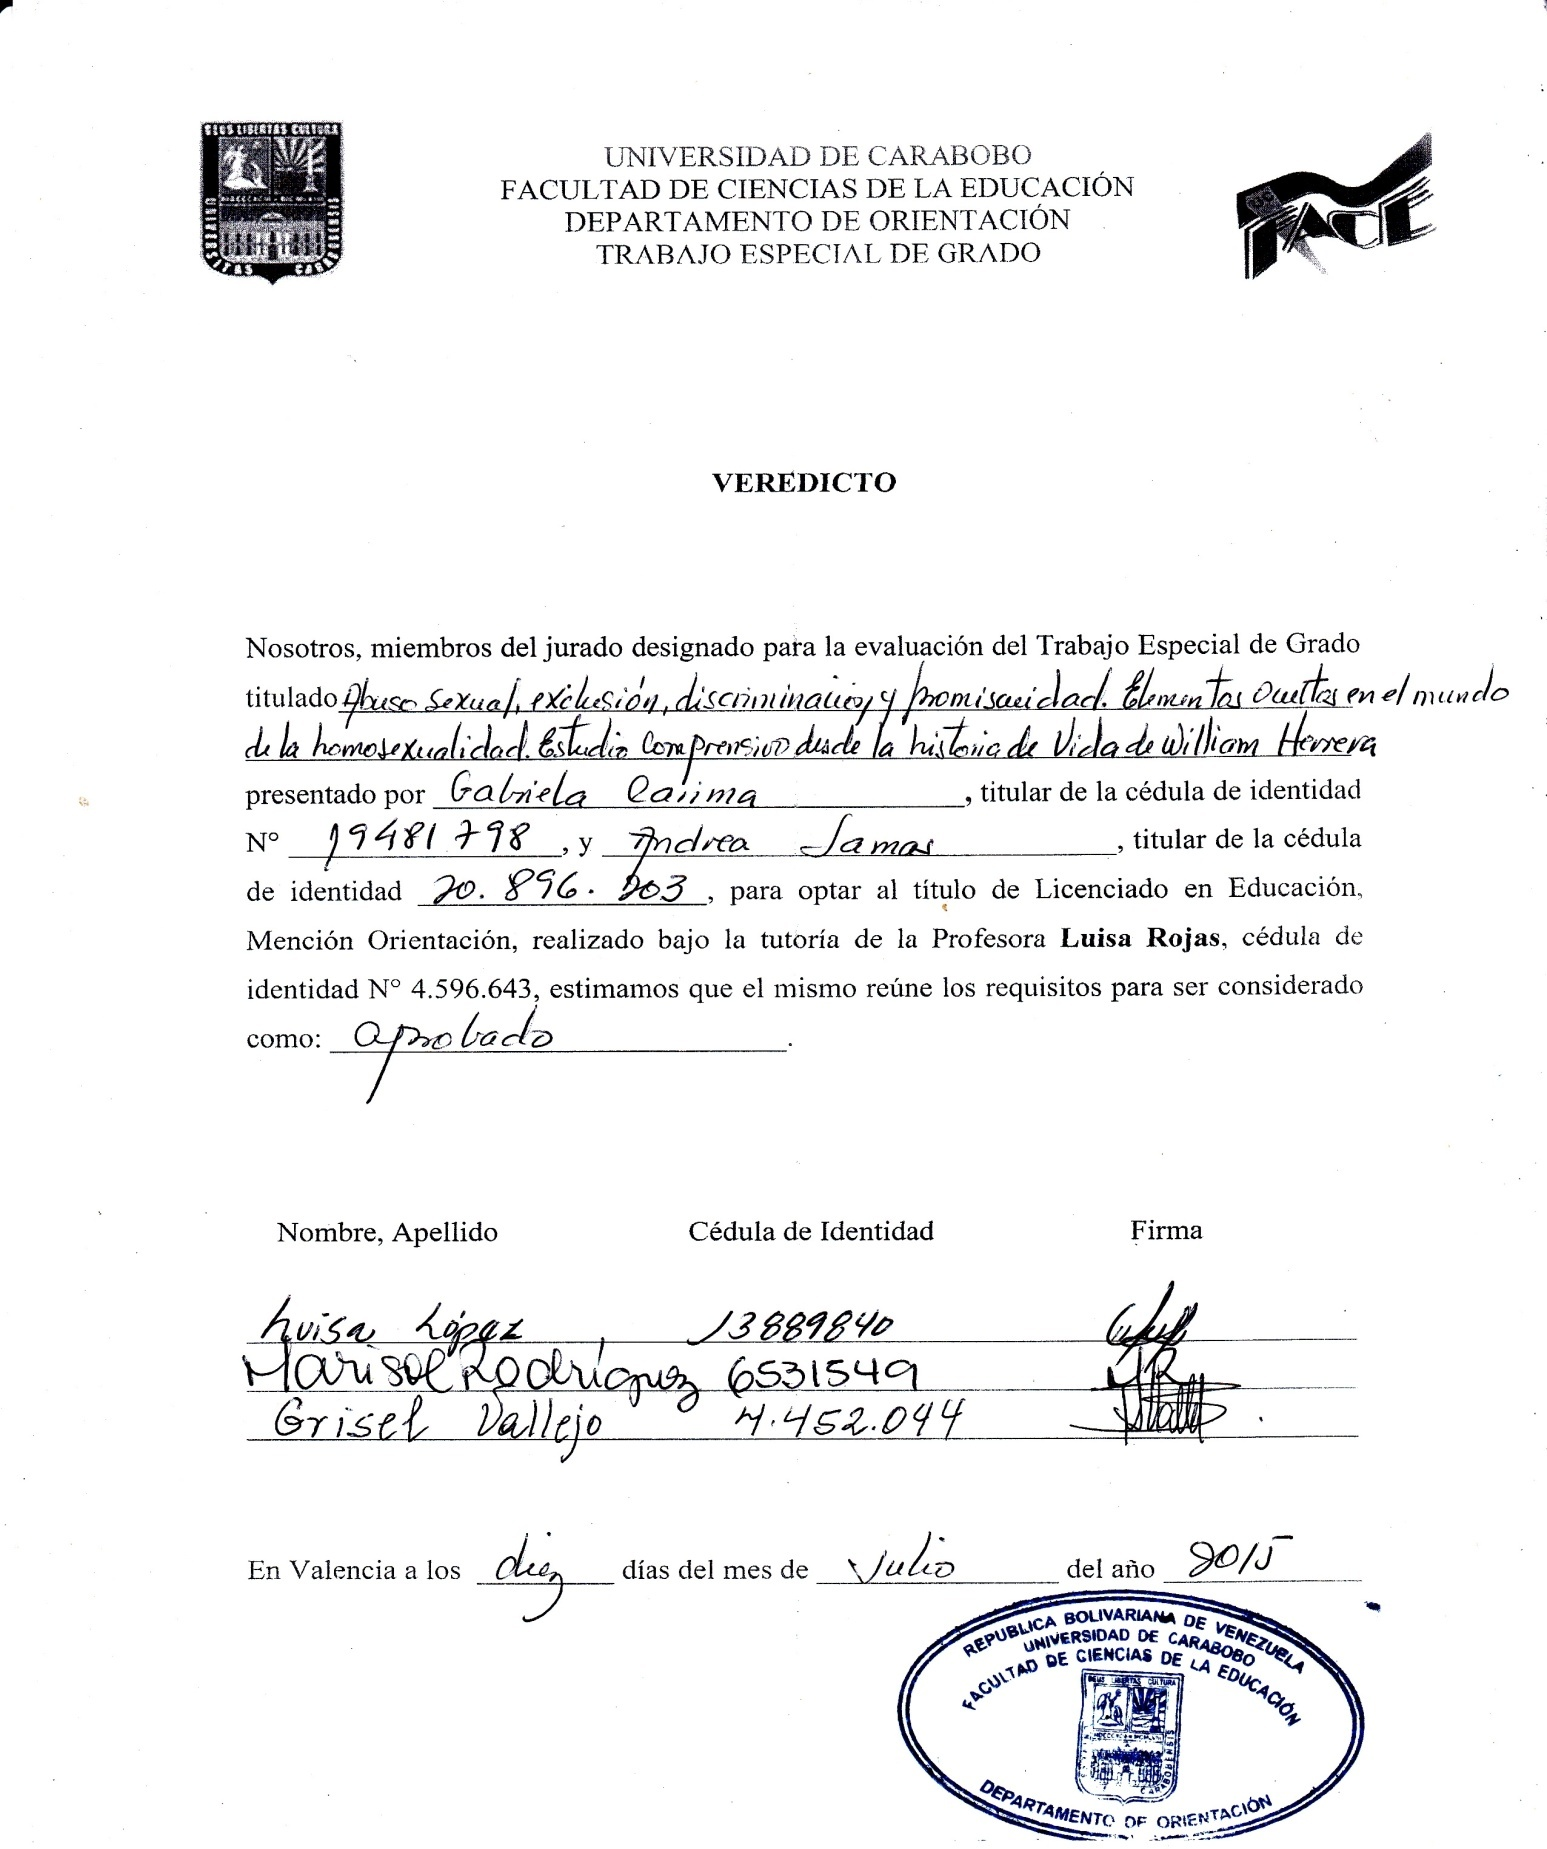 DEUS LIBERTAS CULTURA
UNIVERSIDAD DE CARABOBO
FACULTAD DE CIENCIAS DE LA EDUCACIÓN
DEPARTAMENTO DE ORIENTACIÓN
TRABAJO ESPECIAL DE GRADO
FACE
VEREDICTO
Nosotros, miembros del jurado designado para la evaluación del Trabajo Especial de Grado
titulado Abuso Sexual, exclusión, discriminación y promiscuidad. Elementos Ocultos en el mundo
de la homosexualidad. Estudio Comprensivo desde la historia de Vida de William Herrera
presentado por Gabriela , titular de la cédula de identidad
N° 19481798, y Andrea Lamas, titular de la cédula
de identidad 20.896.203, para optar al título de Licenciado en Educación,
Mención Orientación, realizado bajo la tutoría de la Profesora Luisa Rojas, cédula de
identidad N° 4.596.643, estimamos que el mismo reúne los requisitos para ser considerado
como: aprobado.
Nombre, Apellido Cédula de Identidad Firma
Luisa López, 13889840
Marisol Rodríguez 6531549
Grisel Vallejo 4.452.044
En Valencia a los diez días del mes de Julio del año 2015
REPUBLICA BOLIVARIANA DE VENEZUELA
UNIVERSIDAD DE CARABOBO
FACULTAD DE CIENCIAS DE LA EDUCACIÓN
DEPARTAMENTO DE ORIENTACIÓN